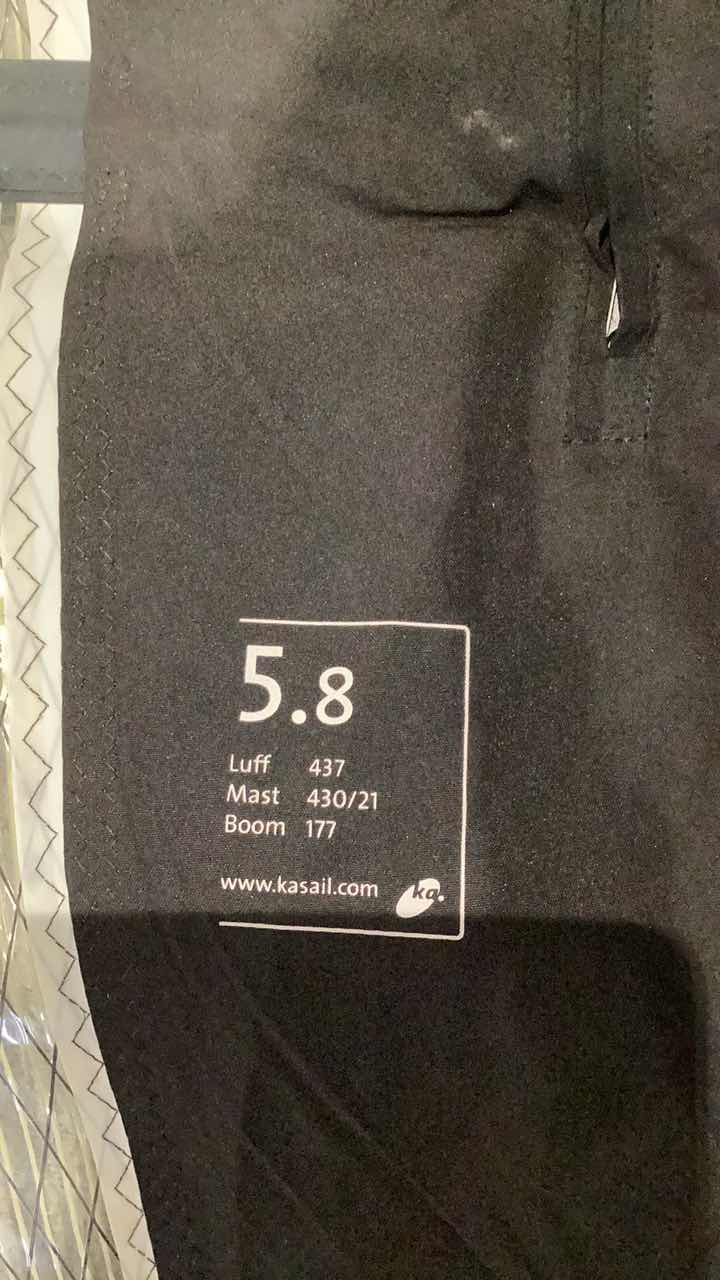 5.8
Luff 437
Mast 430/21
Boom 177
www.kasail.com ka.